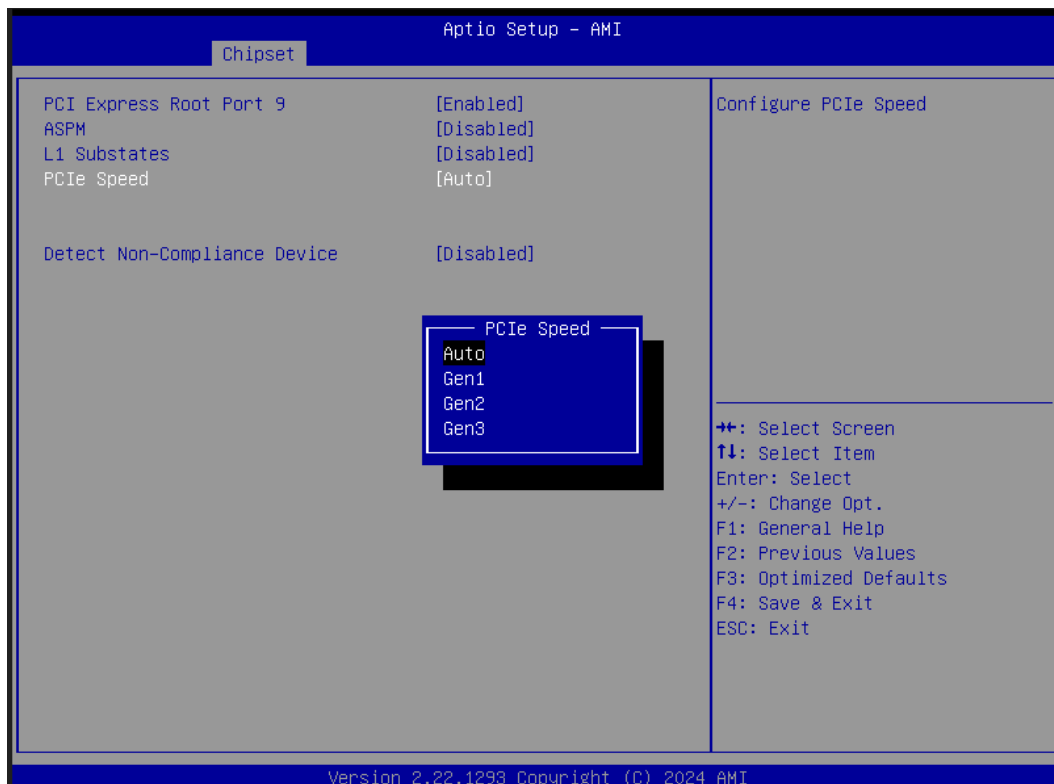 Aptio Setup – AMI
Chipset
PCI Express Root Port 9 [Enabled]
ASPM [Disabled]
L1 Substates [Disabled]
PCIe Speed [Auto]
Detect Non-Compliance Device [Disabled]
PCIe Speed
Auto
Gen1
Gen2
Gen3
Configure PCIe Speed
→←: Select Screen
↑↓: Select Item
Enter: Select
+/-: Change Opt.
F1: General Help
F2: Previous Values
F3: Optimized Defaults
F4: Save & Exit
ESC: Exit
Version 2.22.1293 Copyright (C) 2024 AMI